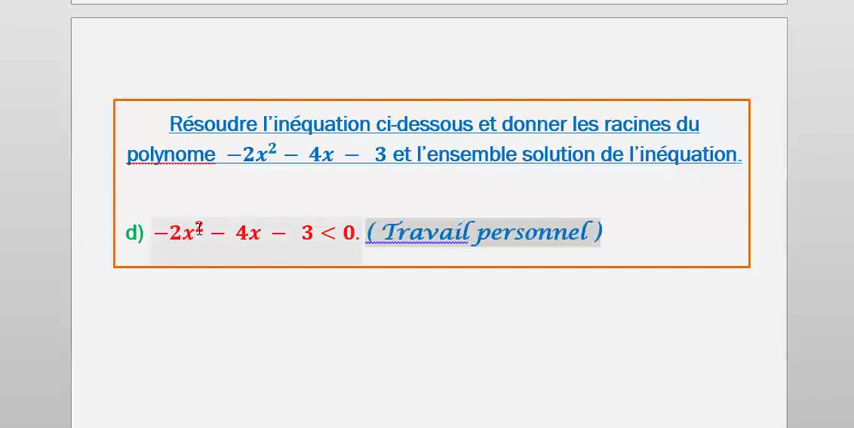 Résoudre l'inéquation ci-dessous et donner les racines du
polynome −2x² − 4x − 3 et l'ensemble solution de l'inéquation.
d) −2x² − 4x − 3 < 0. ( Travail personnel )